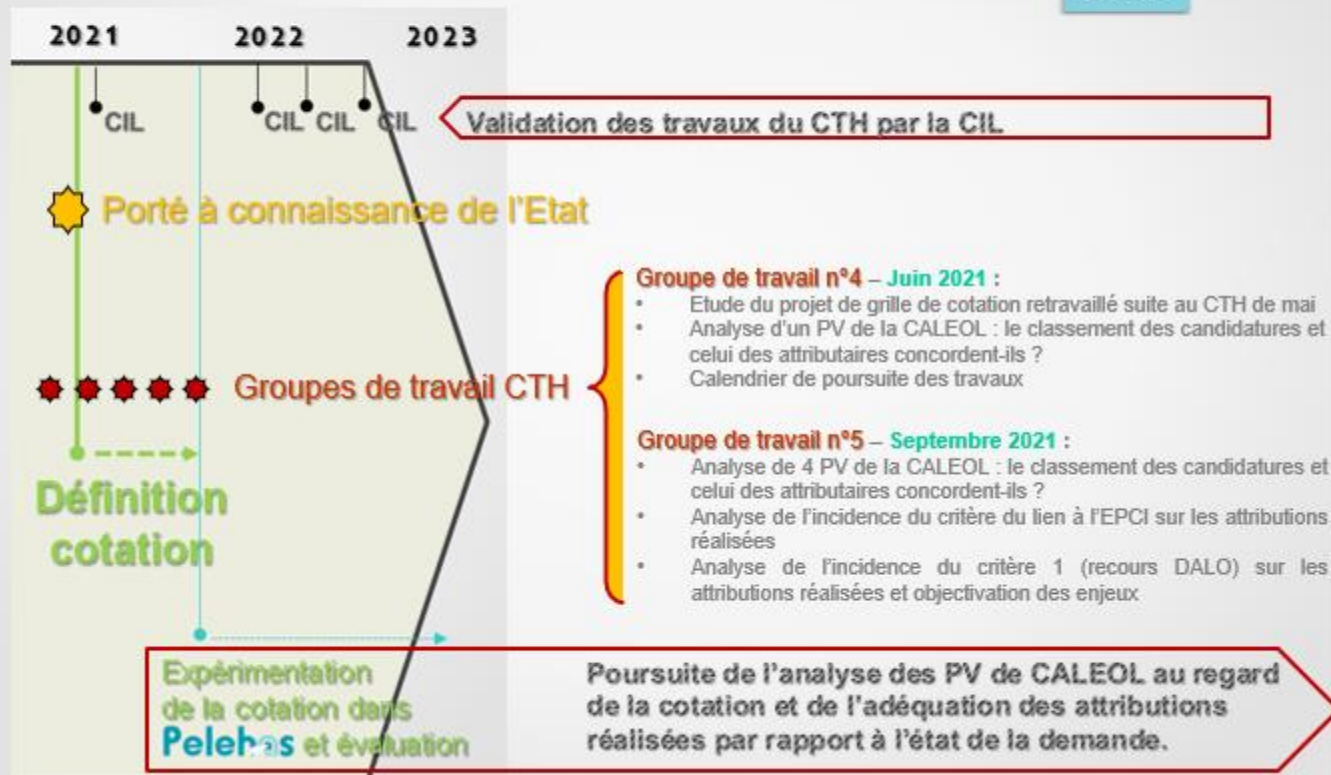 2021 2022 2023
CIL CIL CIL CIL
Validation des travaux du CTH par la CIL
Porté à connaissance de l'Etat
Groupes de travail CTH
Groupe de travail n°4 – Juin 2021 :
• Etude du projet de grille de cotation retravaillé suite au CTH de mai
• Analyse d'un PV de la CALEOL : le classement des candidatures et
celui des attributaires concordent-ils ?
• Calendrier de poursuite des travaux
Groupe de travail n°5 – Septembre 2021 :
• Analyse de 4 PV de la CALEOL : le classement des candidatures et
celui des attributaires concordent-ils ?
• Analyse de l'incidence du critère du lien à l'EPCI sur les attributions
réalisées
• Analyse de l'incidence du critère 1 (recours DALO) sur les
attributions réalisées et objectivation des enjeux
Définition
cotation
Expérimentation
de la cotation dans
Pelehas et évaluation
Poursuite de l'analyse des PV de CALEOL au regard
de la cotation et de l'adéquation des attributions
réalisées par rapport à l'état de la demande.